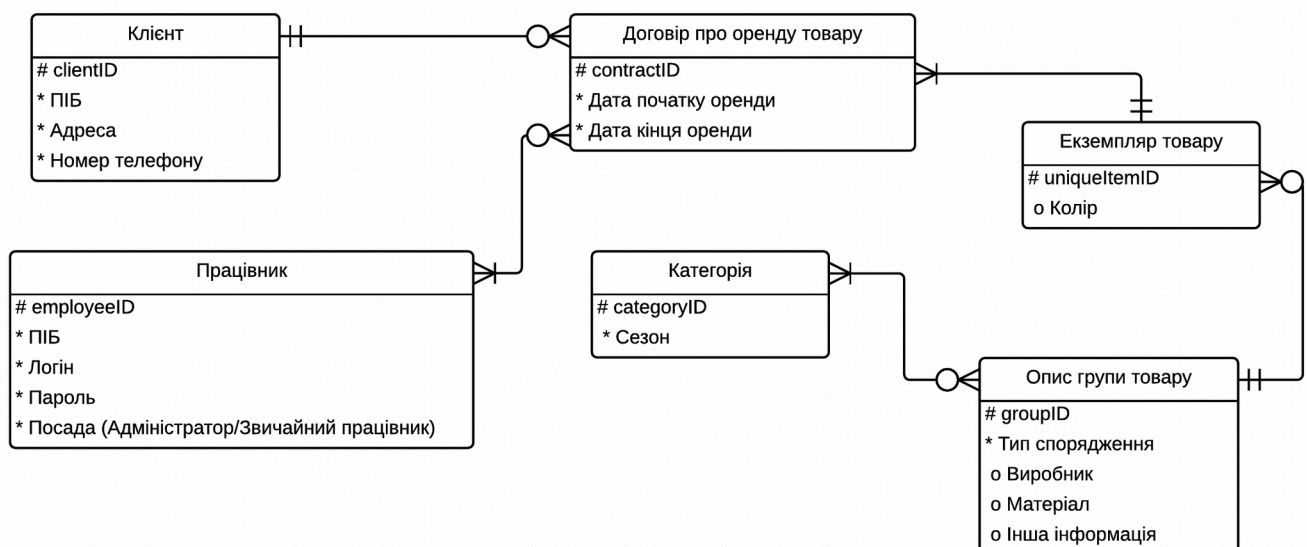 Клієнт
# clientID
* ПІБ
* Адреса
* Номер телефону
Договір про оренду товару
# contractID
* Дата початку оренди
* Дата кінця оренди
Екземпляр товару
# uniqueItemID
o Колір
Працівник
# employeeID
* ПІБ
* Логін
* Пароль
* Посада (Адміністратор/Звичайний працівник)
Категорія
# categoryID
* Сезон
Опис групи товару
# groupID
* Тип спорядження
o Виробник
o Матеріал
o Інша інформація